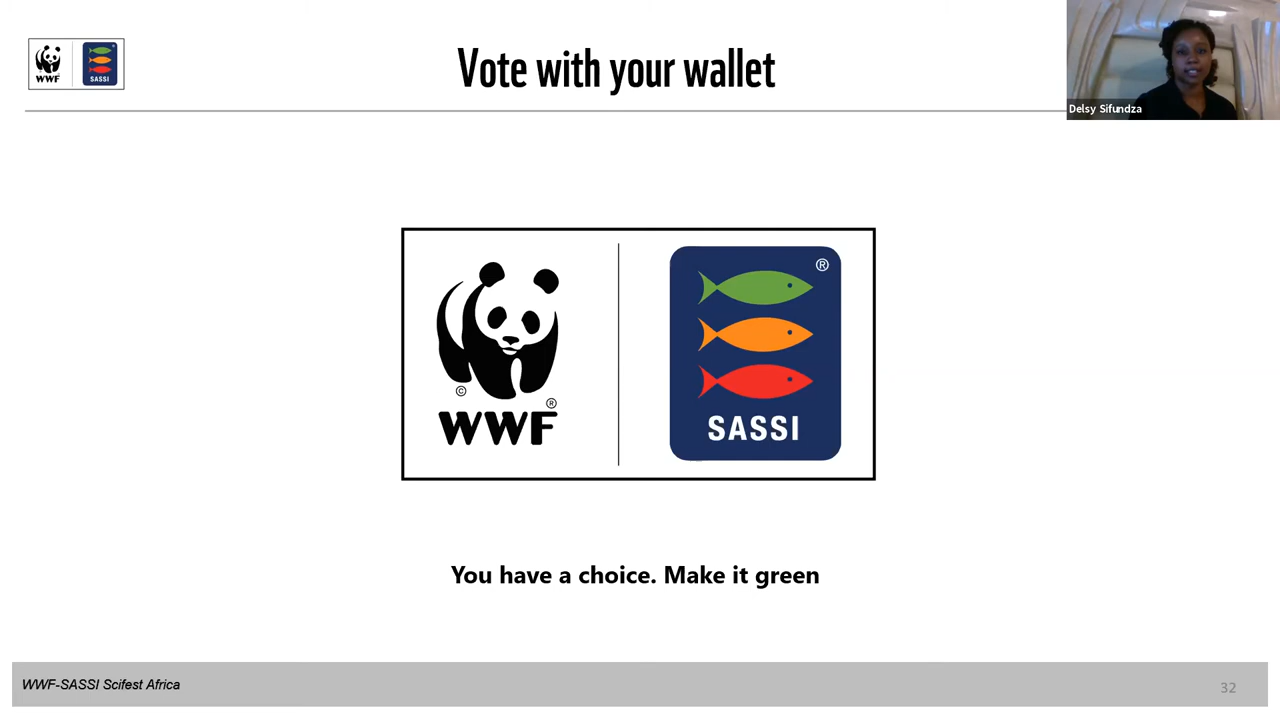 WWF
SASSI
Vote with your wallet
Delsy Sifundza
®
©
®
WWF
SASSI
You have a choice. Make it green
WWF-SASSI Scifest Africa
32